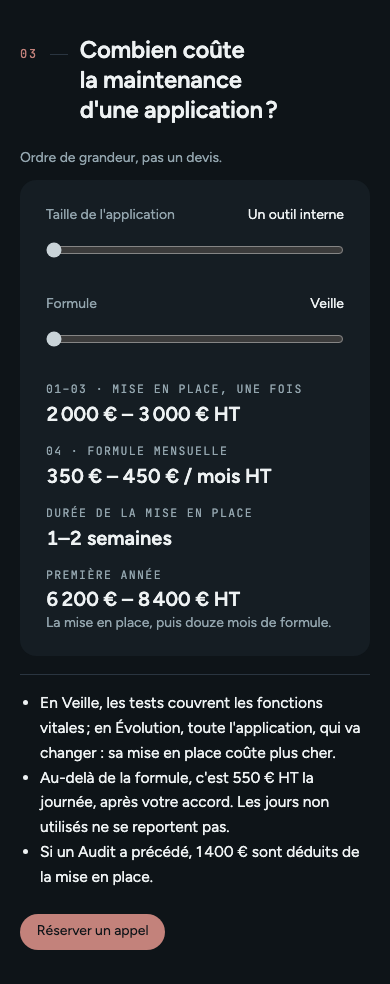 03 — Combien coûte
la maintenance
d'une application ?
Ordre de grandeur, pas un devis.
Taille de l'application Un outil interne
Formule Veille
01–03 · MISE EN PLACE, UNE FOIS
2 000 € – 3 000 € HT
04 · FORMULE MENSUELLE
350 € – 450 € / mois HT
DURÉE DE LA MISE EN PLACE
1–2 semaines
PREMIÈRE ANNÉE
6 200 € – 8 400 € HT
La mise en place, puis douze mois de formule.
• En Veille, les tests couvrent les fonctions
vitales ; en Évolution, toute l'application, qui va
changer : sa mise en place coûte plus cher.
• Au-delà de la formule, c'est 550 € HT la
journée, après votre accord. Les jours non
utilisés ne se reportent pas.
• Si un Audit a précédé, 1 400 € sont déduits de
la mise en place.
Réserver un appel